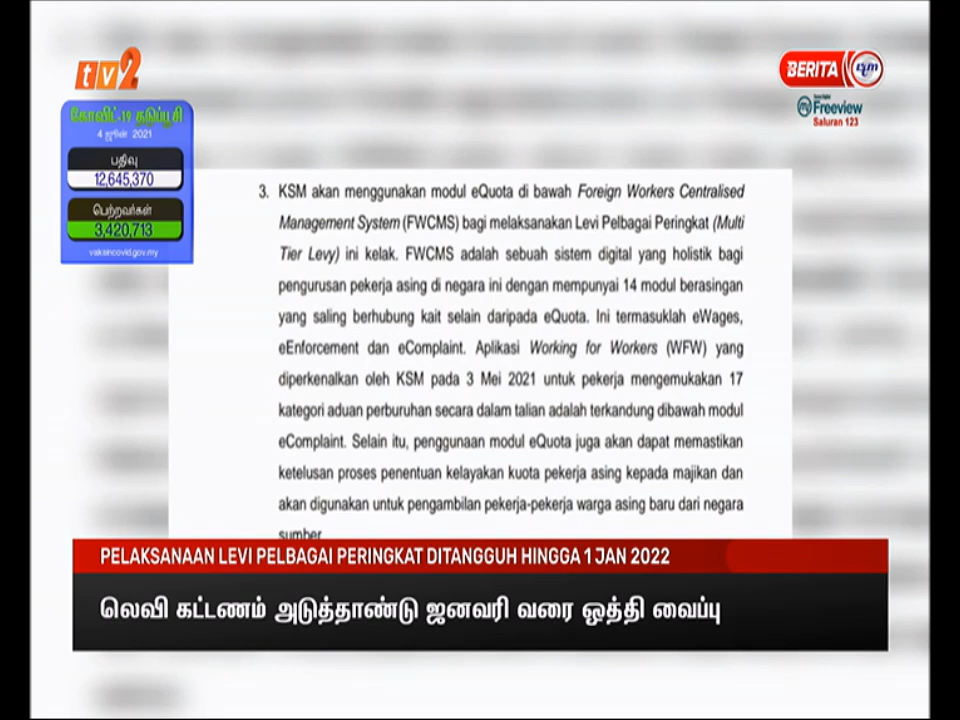 tv2
BERITA rtm
Freeview
Saluran 123
கோவிட்-19 தடுப்பூசி
4 ஜூன் 2021
பதிவு
12,645,370
பெற்றவர்கள்
3,420,713
vaksincovid.gov.my
3. KSM akan menggunakan modul eQuota di bawah Foreign Workers Centralised
Management System (FWCMS) bagi melaksanakan Levi Pelbagai Peringkat (Multi
Tier Levy) ini kelak. FWCMS adalah sebuah sistem digital yang holistik bagi
pengurusan pekerja asing di negara ini dengan mempunyai 14 modul berasingan
yang saling berhubung kait selain daripada eQuota. Ini termasuklah eWages,
eEnforcement dan eComplaint. Aplikasi Working for Workers (WFW) yang
diperkenalkan oleh KSM pada 3 Mei 2021 untuk pekerja mengemukakan 17
kategori aduan perburuhan secara dalam talian adalah terkandung dibawah modul
eComplaint. Selain itu, penggunaan modul eQuota juga akan dapat memastikan
ketelusan proses penentuan kelayakan kuota pekerja asing kepada majikan dan
akan digunakan untuk pengambilan pekerja-pekerja warga asing baru dari negara
sumber
PELAKSANAAN LEVI PELBAGAI PERINGKAT DITANGGUH HINGGA 1 JAN 2022
லெவி கட்டணம் அடுத்தாண்டு ஜனவரி வரை ஒத்தி வைப்பு